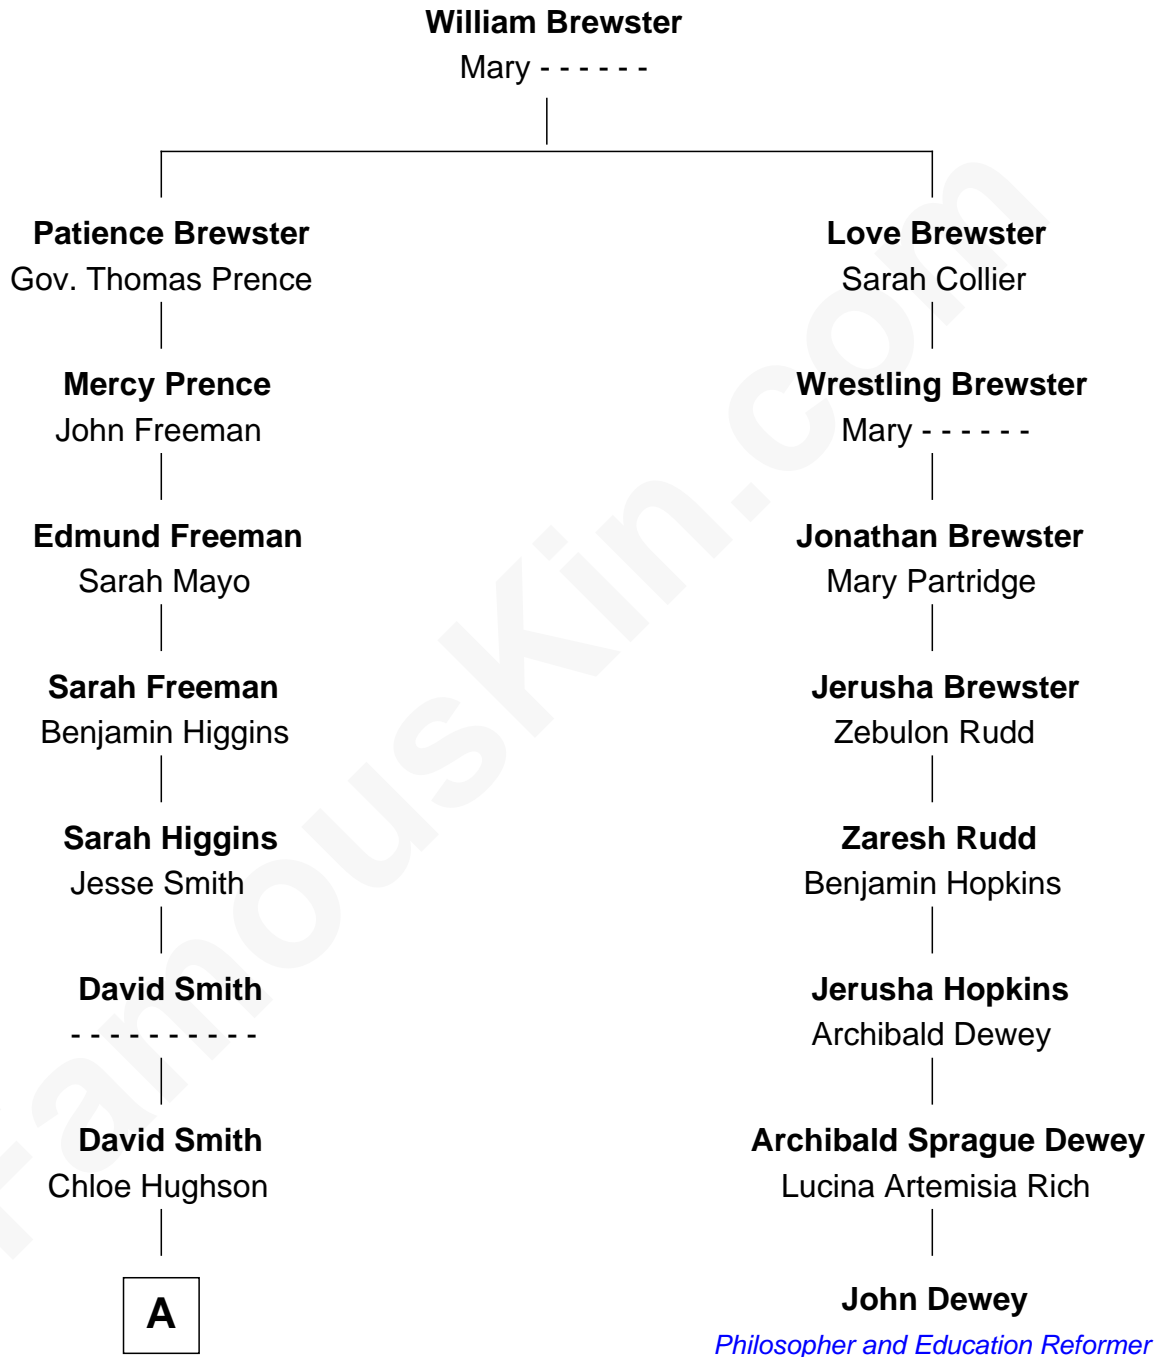 William Brewster
Mary - - - - - -
Patience Brewster
Gov. Thomas Prence
Love Brewster
Sarah Collier
Mercy Prence
John Freeman
Wrestling Brewster
Mary - - - - - -
Edmund Freeman
Sarah Mayo
Jonathan Brewster
Mary Partridge
Sarah Freeman
Benjamin Higgins
Jerusha Brewster
Zebulon Rudd
Sarah Higgins
Jesse Smith
Zaresh Rudd
Benjamin Hopkins
David Smith
- - - - - - - - - -
Jerusha Hopkins
Archibald Dewey
David Smith
Chloe Hughson
Archibald Sprague Dewey
Lucina Artemisia Rich
A
John Dewey
Philosopher and Education Reformer
FamousKin.com